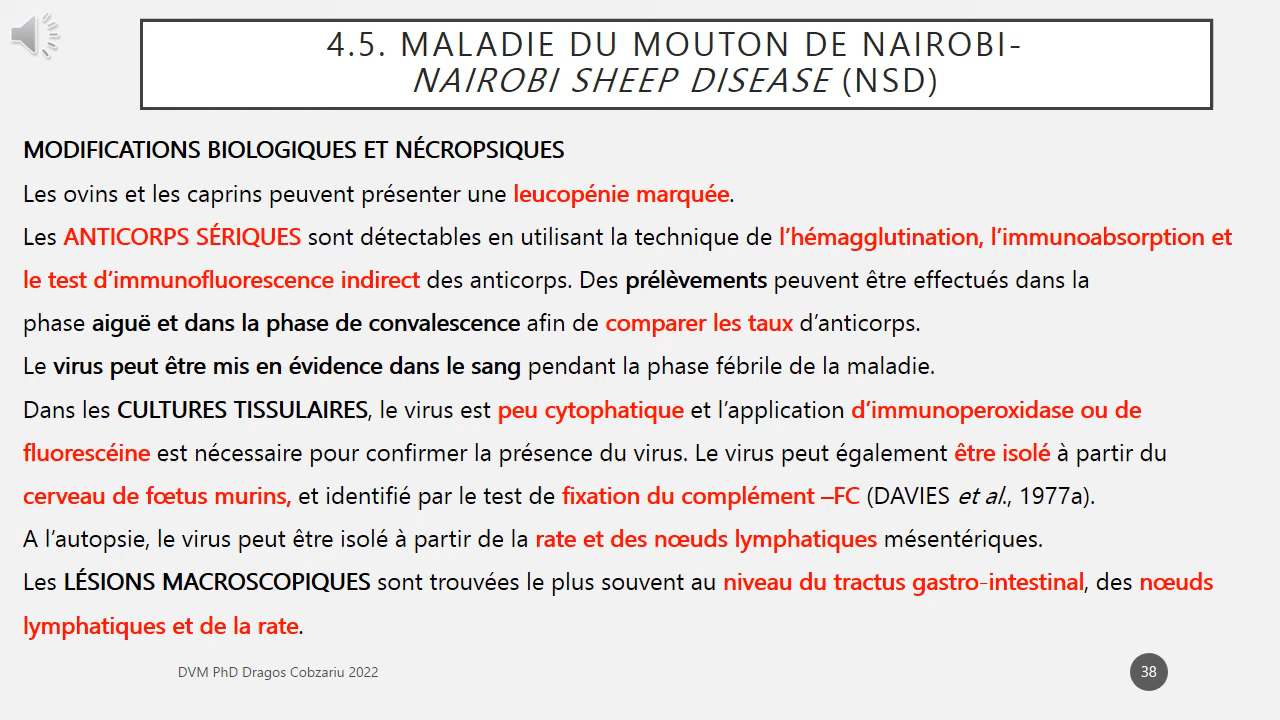 4.5. MALADIE DU MOUTON DE NAIROBI-
NAIROBI SHEEP DISEASE (NSD)
MODIFICATIONS BIOLOGIQUES ET NÉCROPSIQUES
Les ovins et les caprins peuvent présenter une leucopénie marquée.
Les ANTICORPS SÉRIQUES sont détectables en utilisant la technique de l’hémagglutination, l’immunoabsorption et
le test d’immunofluorescence indirect des anticorps. Des prélèvements peuvent être effectués dans la
phase aiguë et dans la phase de convalescence afin de comparer les taux d’anticorps.
Le virus peut être mis en évidence dans le sang pendant la phase fébrile de la maladie.
Dans les CULTURES TISSULAIRES, le virus est peu cytophatique et l’application d’immunoperoxidase ou de
fluorescéine est nécessaire pour confirmer la présence du virus. Le virus peut également être isolé à partir du
cerveau de fœtus murins, et identifié par le test de fixation du complément –FC (DAVIES et al., 1977a).
A l’autopsie, le virus peut être isolé à partir de la rate et des nœuds lymphatiques mésentériques.
Les LÉSIONS MACROSCOPIQUES sont trouvées le plus souvent au niveau du tractus gastro-intestinal, des nœuds
lymphatiques et de la rate.
DVM PhD Dragos Cobzariu 2022
38